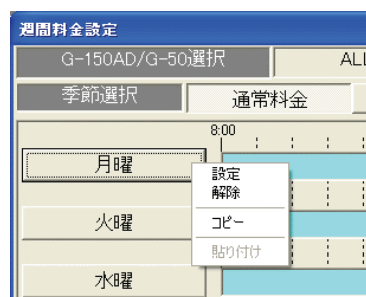 週間料金設定
G-150AD/G-50選択 ALL
季節選択 通常料金
8:00
月曜
設定
解除
コピー
貼り付け
火曜
水曜